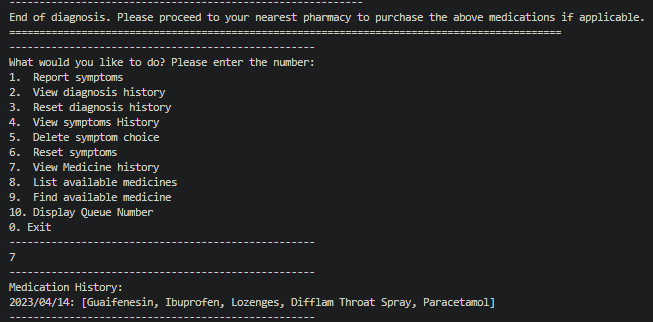 -----------------------------------------------------------
End of diagnosis. Please proceed to your nearest pharmacy to purchase the above medications if applicable.
============================================================================================
---------------------------------------------------
What would you like to do? Please enter the number:
1.  Report symptoms
2.  View diagnosis history
3.  Reset diagnosis history
4.  View symptoms History
5.  Delete symptom choice
6.  Reset symptoms
7.  View Medicine history
8.  List available medicines
9.  Find available medicine
10. Display Queue Number
0. Exit
---------------------------------------------------
7
---------------------------------------------------
Medication History:
2023/04/14: [Guaifenesin, Ibuprofen, Lozenges, Difflam Throat Spray, Paracetamol]
---------------------------------------------------